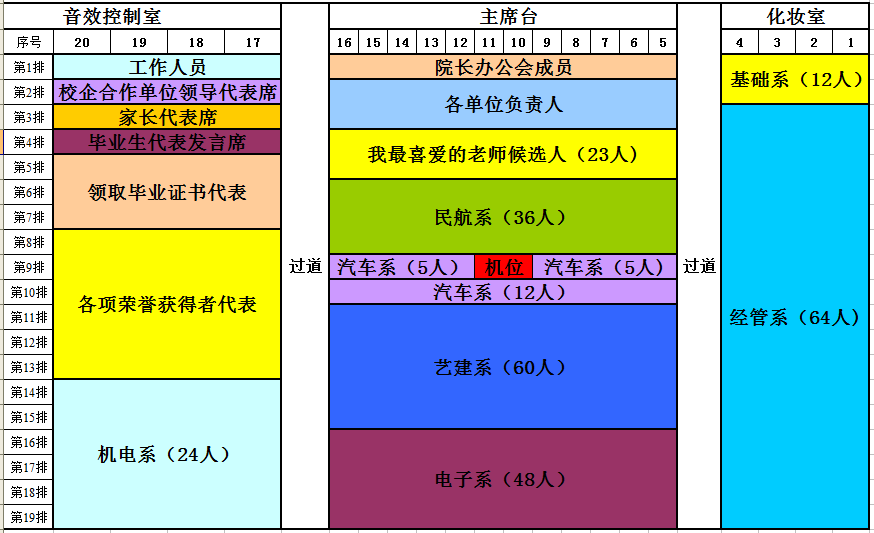 音效控制室 主席台 化妆室
序号 20 19 18 17 16 15 14 13 12 11 10 9 8 7 6 5 4 3 2 1
第1排 工作人员 院长办公会成员 基础系（12人）
第2排 校企合作单位领导代表席 各单位负责人
第3排 家长代表席
第4排 毕业生代表发言席 我最喜爱的老师候选人（23人）
第5排
第6排 领取毕业证书代表
第7排 民航系（36人）
第8排
第9排 过道 汽车系（5人） 机位 汽车系（5人） 过道
第10排 汽车系（12人）
第11排 各项荣誉获得者代表 经管系（64人）
第12排
第13排 艺建系（60人）
第14排
第15排
第16排 机电系（24人）
第17排 电子系（48人）
第18排
第19排